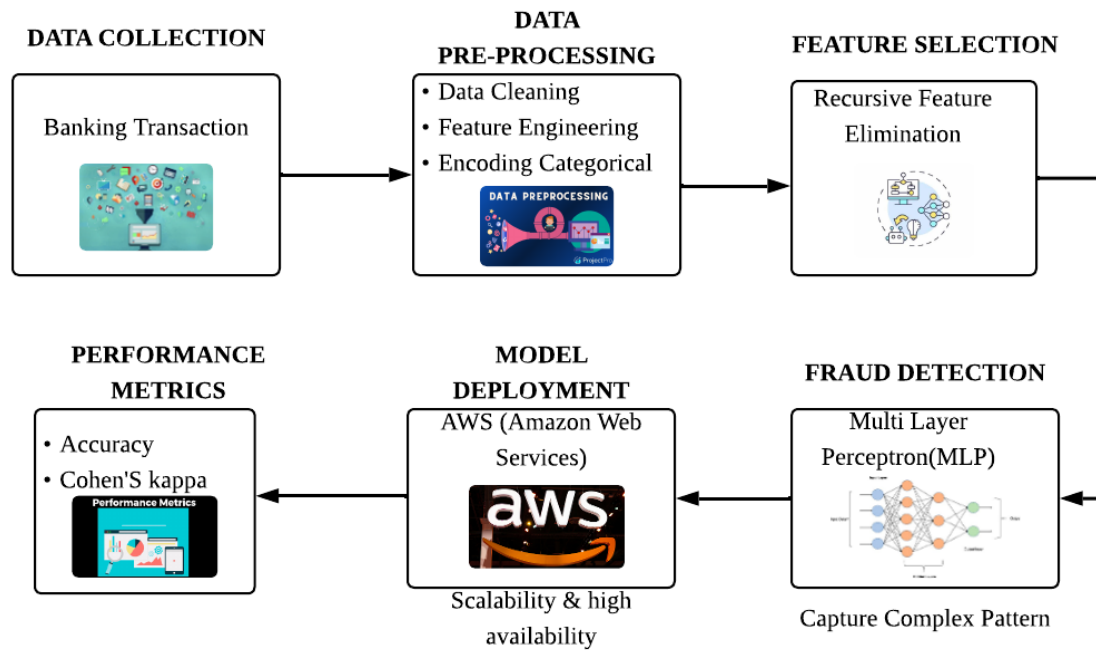 DATA COLLECTION
Banking Transaction
DATA
PRE-PROCESSING
• Data Cleaning
• Feature Engineering
• Encoding Categorical
DATA PREPROCESSING
FEATURE SELECTION
Recursive Feature
Elimination
FRAUD DETECTION
Multi Layer
Perceptron(MLP)
Capture Complex Pattern
MODEL
DEPLOYMENT
AWS (Amazon Web
Services)
aws
Scalability & high
availability
PERFORMANCE
METRICS
• Accuracy
• Cohen'S kappa
Performance Metrics